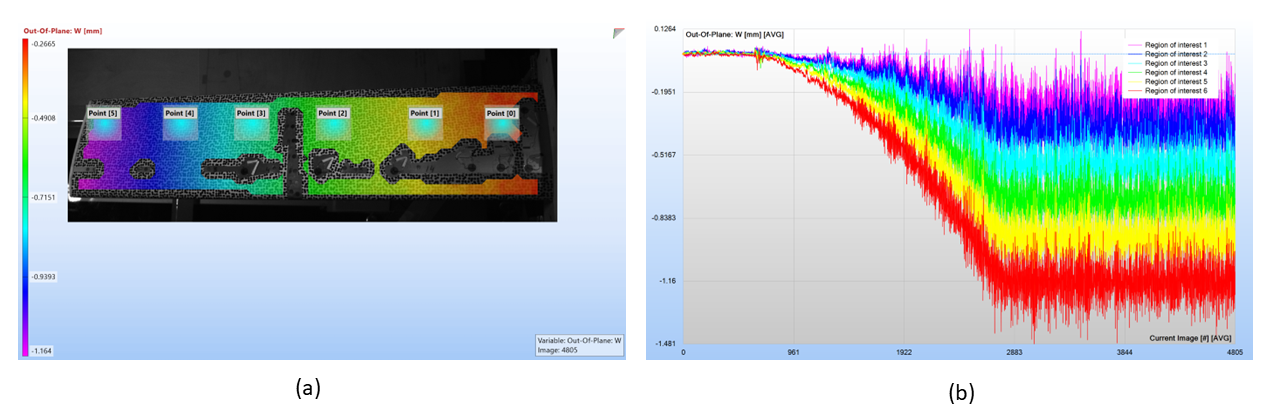 Out-Of-Plane: W [mm]
-0.2665
-0.4908
-0.7151
-0.9393
-1.164
Point [5]
Point [4]
Point [3]
Point [2]
Point [1]
Point [0]
7
7
7
Variable: Out-Of-Plane: W
Image: 4805
(a)
0.1264
-0.1951
-0.5167
-0.8383
-1.16
-1.481
Out-Of-Plane: W [mm] [AVG]
Region of interest 1
Region of interest 2
Region of interest 3
Region of interest 4
Region of interest 5
Region of interest 6
Current Image [#] [AVG]
0
961
1922
2883
3844
4805
(b)